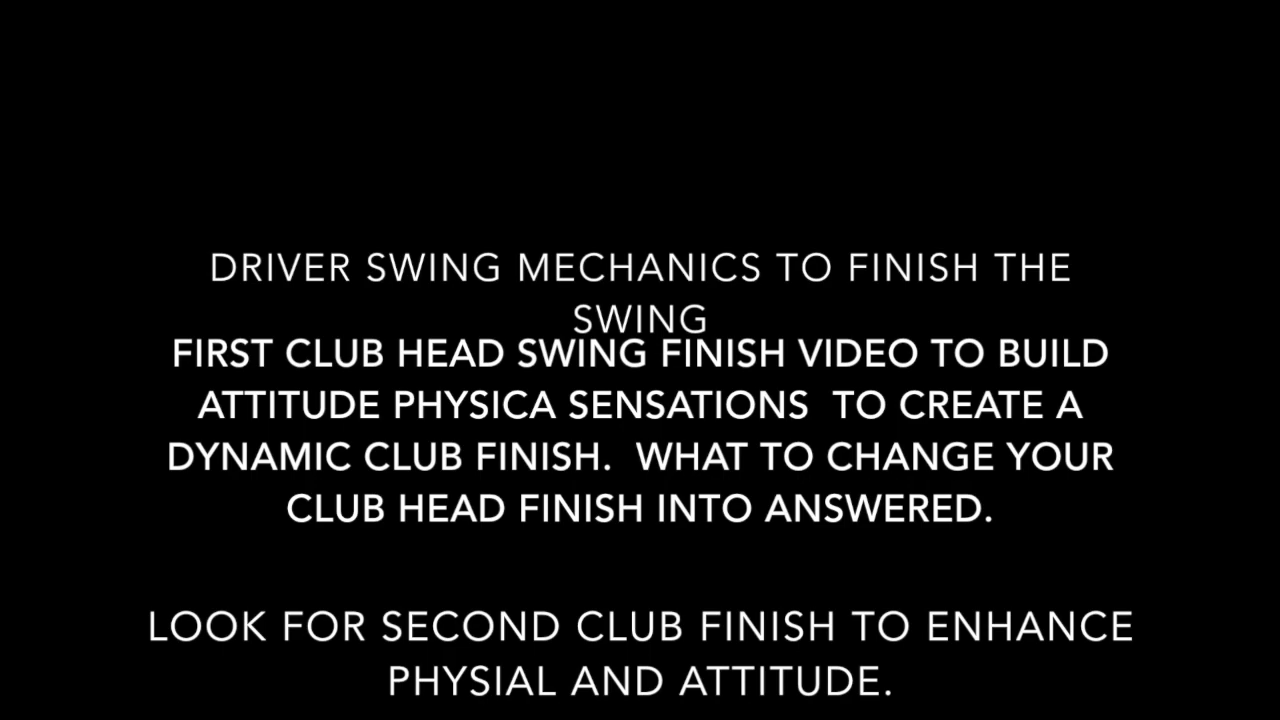 DRIVER SWING MECHANICS TO FINISH THE
SWING
FIRST CLUB HEAD SWING FINISH VIDEO TO BUILD
ATTITUDE PHYSICA SENSATIONS  TO CREATE A
DYNAMIC CLUB FINISH.  WHAT TO CHANGE YOUR
CLUB HEAD FINISH INTO ANSWERED.
LOOK FOR SECOND CLUB FINISH TO ENHANCE
PHYSIAL AND ATTITUDE.